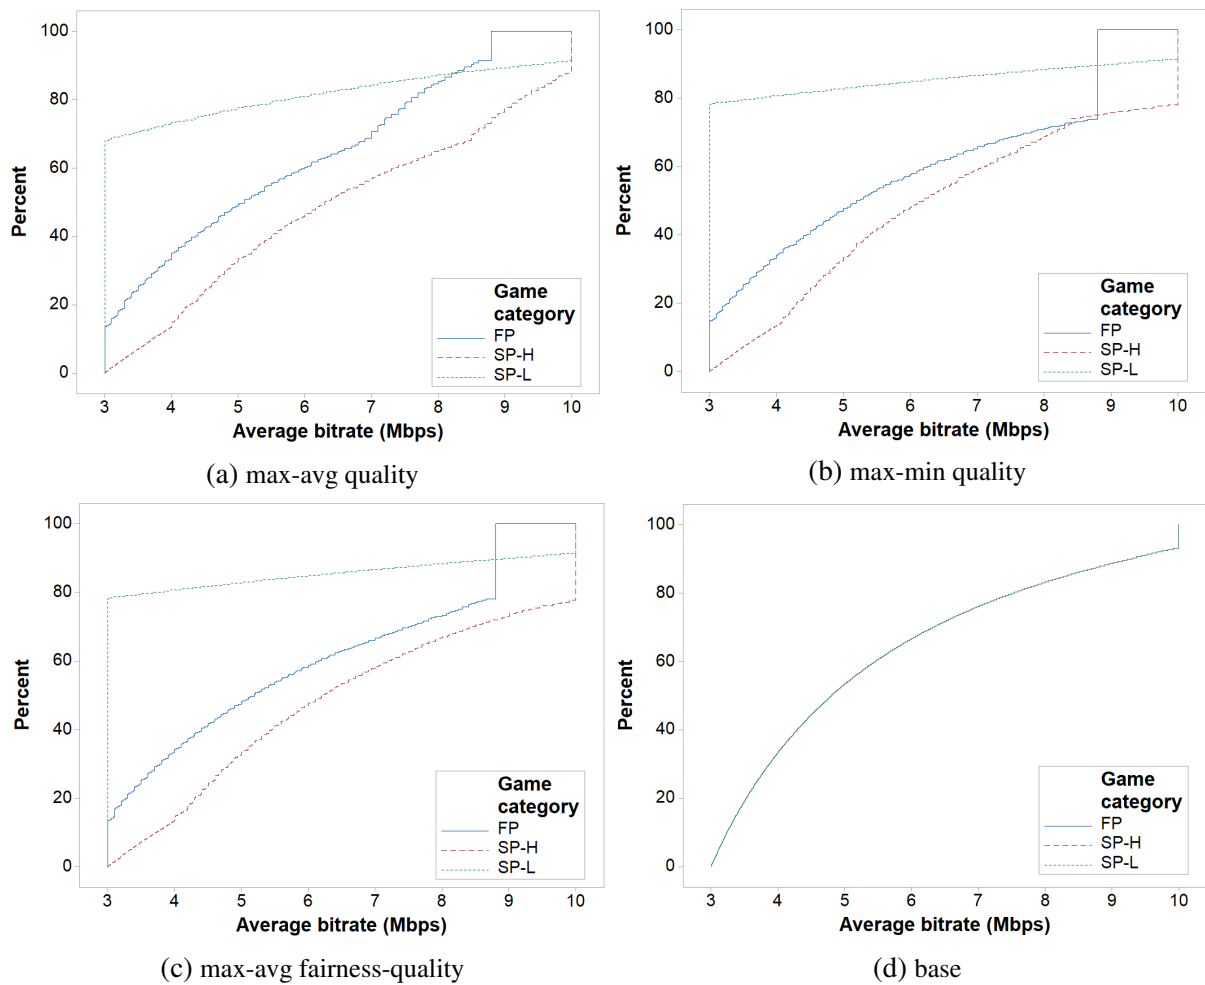 100
80
60
40
20
0
Percent
3 4 5 6 7 8 9 10
Average bitrate (Mbps)
Game
category
FP
SP-H
SP-L
(a) max-avg quality
100
80
60
40
20
0
Percent
3 4 5 6 7 8 9 10
Average bitrate (Mbps)
Game
category
FP
SP-H
SP-L
(b) max-min quality
100
80
60
40
20
0
Percent
3 4 5 6 7 8 9 10
Average bitrate (Mbps)
Game
category
FP
SP-H
SP-L
(c) max-avg fairness-quality
100
80
60
40
20
0
Percent
3 4 5 6 7 8 9 10
Average bitrate (Mbps)
Game
category
FP
SP-H
SP-L
(d) base